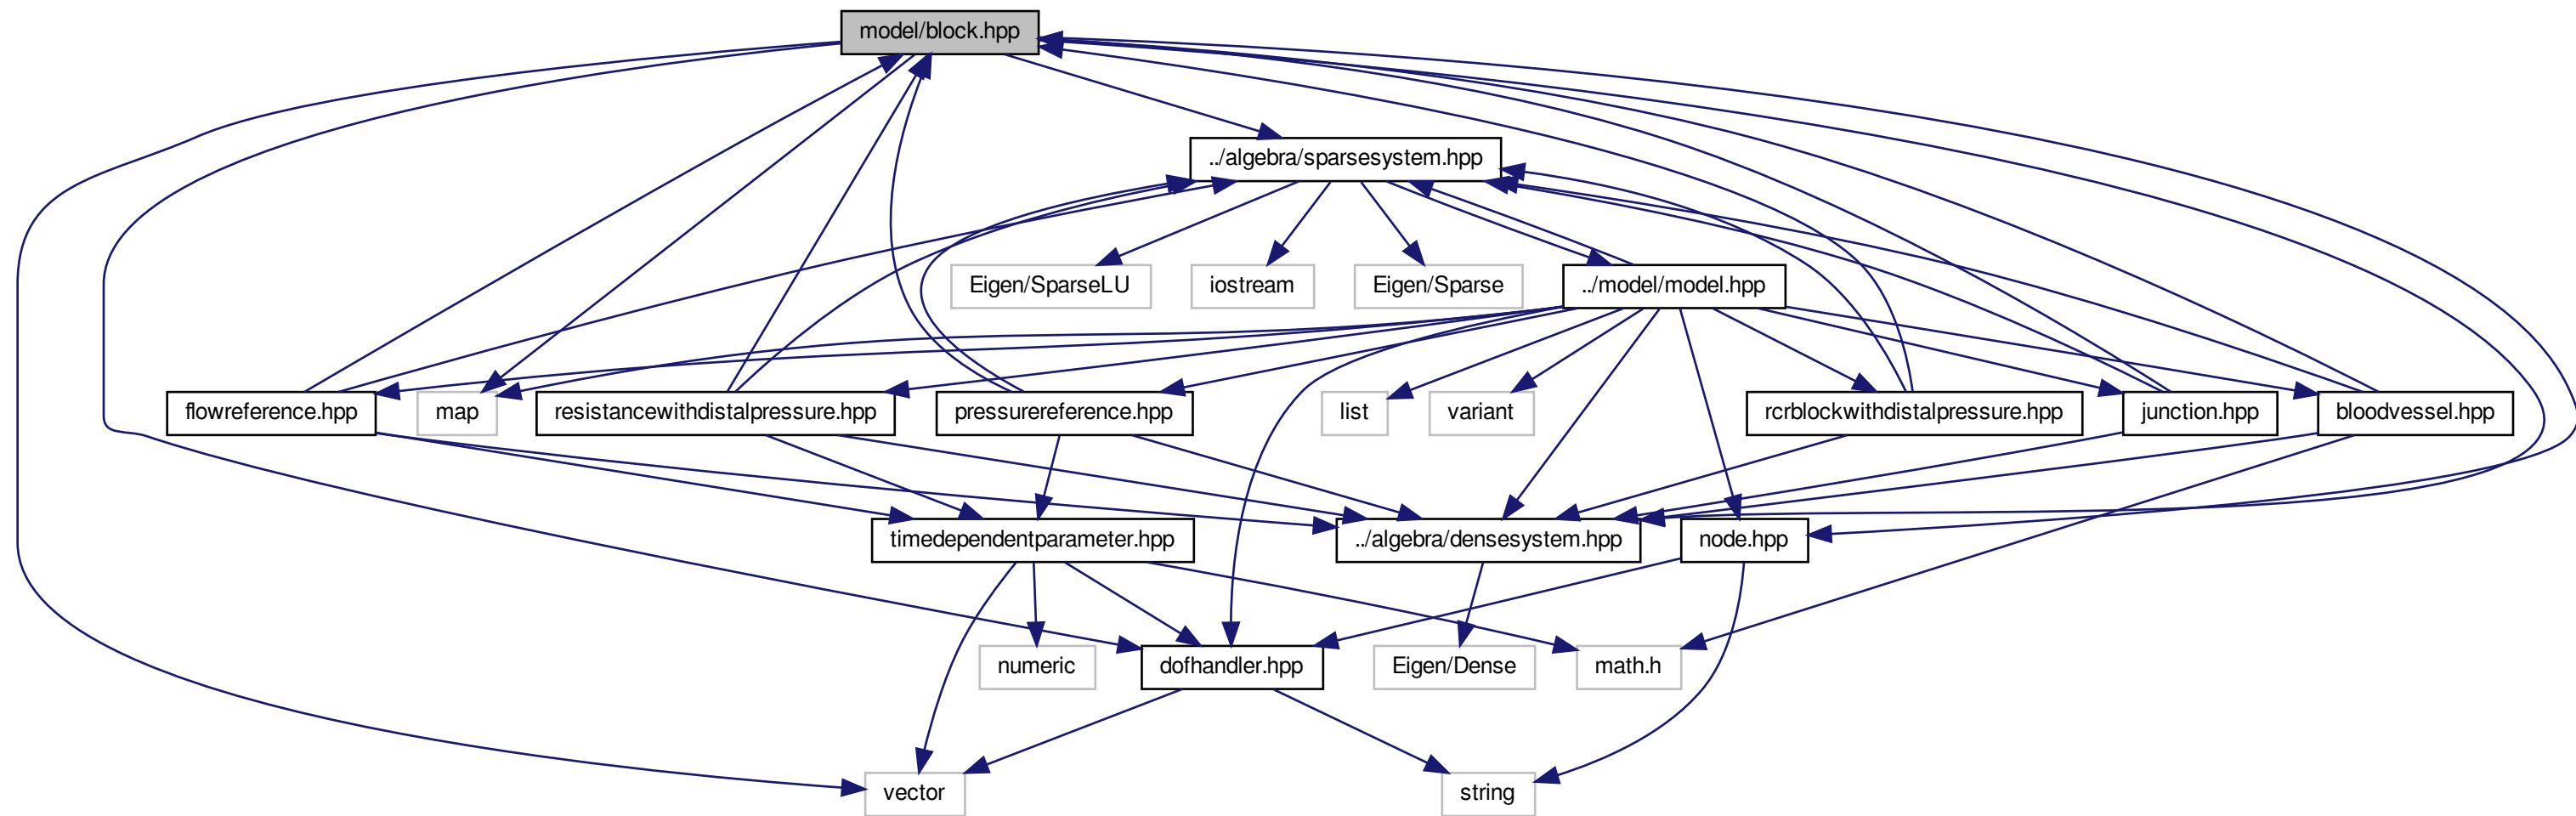 model/block.hpp
../algebra/sparsesystem.hpp
Eigen/SparseLU
iostream
Eigen/Sparse
../model/model.hpp
flowreference.hpp
map
resistancewithdistalpressure.hpp
pressurereference.hpp
list
variant
rcrblockwithdistalpressure.hpp
junction.hpp
bloodvessel.hpp
timedependentparameter.hpp
../algebra/densesystem.hpp
node.hpp
numeric
dofhandler.hpp
Eigen/Dense
math.h
vector
string